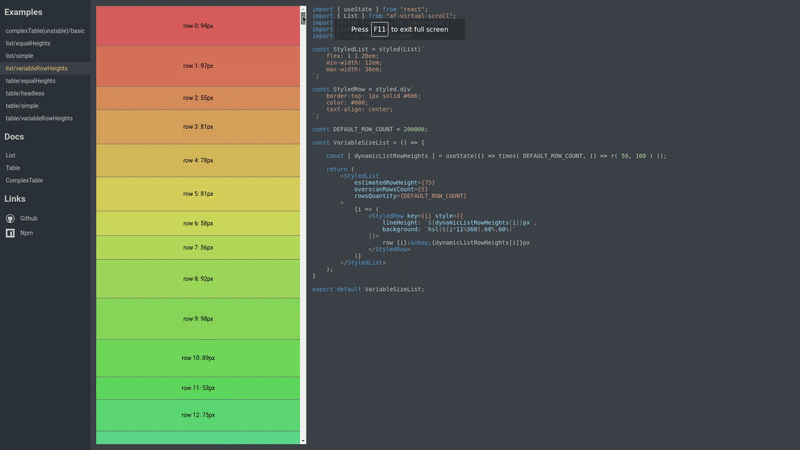 Examples
complexTable(unstable)/basic
list/equalHeights
list/simple
list/variableRowHeights
table/equalHeights
table/headless
table/simple
table/variableRowHeights
Docs
List
Table
ComplexTable
Links
Github
Npm
row 0: 94px
row 1: 97px
row 2: 55px
row 3: 81px
row 4: 78px
row 5: 81px
row 6: 58px
row 7: 56px
row 8: 92px
row 9: 98px
row 10: 89px
row 11: 53px
row 12: 75px
Press F11 to exit full screen
import { useState } from "react";
import { List } from "af-virtual-scroll";
import
import
import
const StyledList = styled(List)`
flex: 1 1 20em;
min-width: 12em;
max-width: 36em;
`;
const StyledRow = styled.div`
border-top: 1px solid #666;
color: #000;
text-align: center;
`;
const DEFAULT_ROW_COUNT = 200000;
const VariableSizeList = () => {
const [ dynamicListRowHeights ] = useState(() => times( DEFAULT_ROW_COUNT, () => r( 50, 100 ) ));
return (
<StyledList
estimatedRowHeight={75}
overscanRowsCount={5}
rowsQuantity={DEFAULT_ROW_COUNT}
>
{i => (
<StyledRow key={i} style={{
lineHeight: `${dynamicListRowHeights[i]}px`,
background: `hsl(${i*11%360},60%,60%)`
}}>
row {i}:&nbsp;{dynamicListRowHeights[i]}px
</StyledRow>
)}
</StyledList>
);
}
export default VariableSizeList;